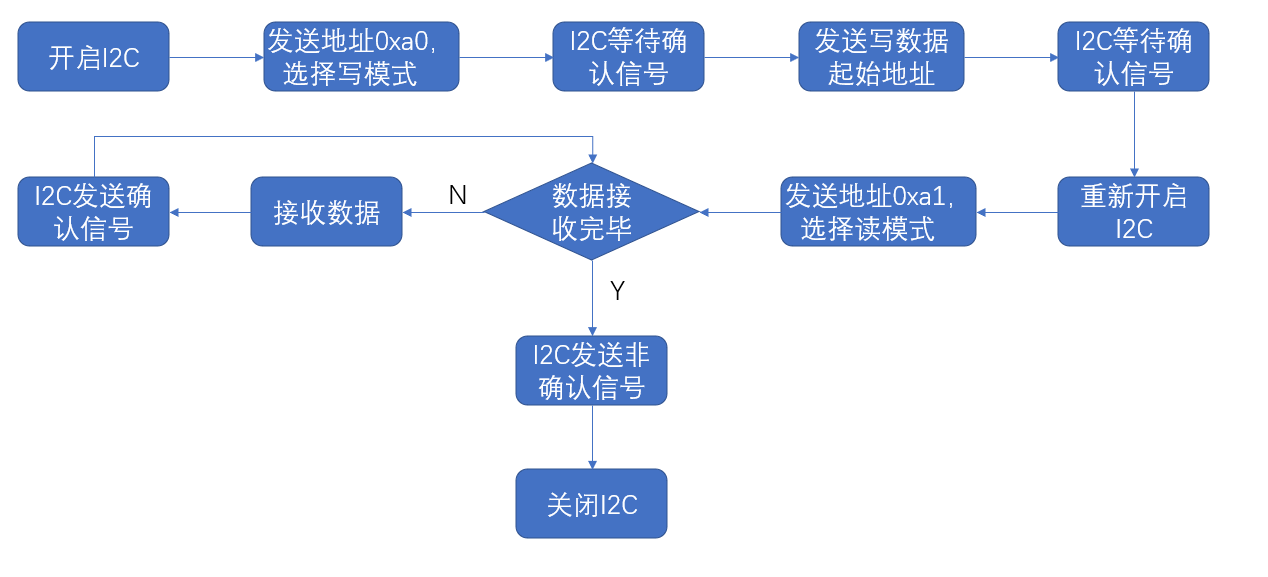 开启I2C
发送地址0xa0,
选择写模式
I2C等待确
认信号
发送写数据
起始地址
I2C等待确
认信号
重新开启
I2C
发送地址0xa1,
选择读模式
数据接
收完毕
N
接收数据
I2C发送确
认信号
Y
I2C发送非
确认信号
关闭I2C